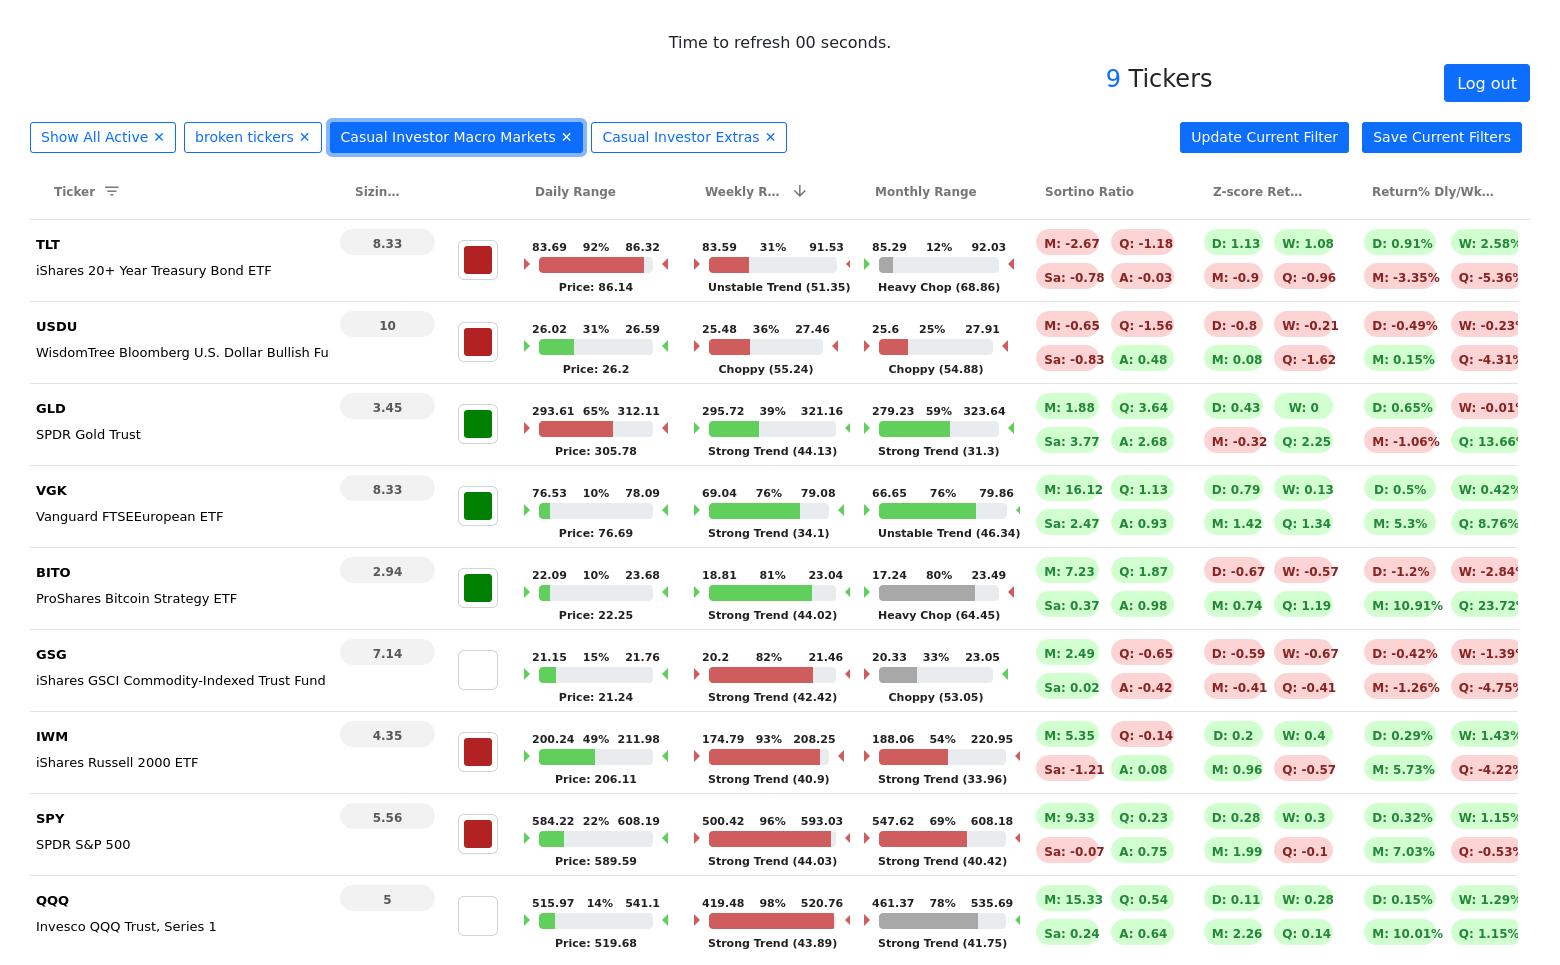 Time to refresh 00 seconds.
9 Tickers
Log out
Show All Active ✕ broken tickers ✕ Casual Investor Macro Markets ✕ Casual Investor Extras ✕ Update Current Filter Save Current Filters
Ticker Sizin... Daily Range Weekly R... Monthly Range Sortino Ratio Z-score Ret... Return% Dly/Wk...
TLT 8.33 83.69 92% 86.32 83.59 31% 91.53 85.29 12% 92.03 M: -2.67 Q: -1.18 D: 1.13 W: 1.08 D: 0.91% W: 2.58%
iShares 20+ Year Treasury Bond ETF Price: 86.14 Unstable Trend (51.35) Heavy Chop (68.86) Sa: -0.78 A: -0.03 M: -0.9 Q: -0.96 M: -3.35% Q: -5.36%
USDU 10 26.02 31% 26.59 25.48 36% 27.46 25.6 25% 27.91 M: -0.65 Q: -1.56 D: -0.8 W: -0.21 D: -0.49% W: -0.23%
WisdomTree Bloomberg U.S. Dollar Bullish Fu Price: 26.2 Choppy (55.24) Choppy (54.88) Sa: -0.83 A: 0.48 M: 0.08 Q: -1.62 M: 0.15% Q: -4.31%
GLD 3.45 293.61 65% 312.11 295.72 39% 321.16 279.23 59% 323.64 M: 1.88 Q: 3.64 D: 0.43 W: 0 D: 0.65% W: -0.01%
SPDR Gold Trust Price: 305.78 Strong Trend (44.13) Strong Trend (31.3) Sa: 3.77 A: 2.68 M: -0.32 Q: 2.25 M: -1.06% Q: 13.66%
VGK 8.33 76.53 10% 78.09 69.04 76% 79.08 66.65 76% 79.86 M: 16.12 Q: 1.13 D: 0.79 W: 0.13 D: 0.5% W: 0.42%
Vanguard FTSEEuropean ETF Price: 76.69 Strong Trend (34.1) Unstable Trend (46.34) Sa: 2.47 A: 0.93 M: 1.42 Q: 1.34 M: 5.3% Q: 8.76%
BITO 2.94 22.09 10% 23.68 18.81 81% 23.04 17.24 80% 23.49 M: 7.23 Q: 1.87 D: -0.67 W: -0.57 D: -1.2% W: -2.84%
ProShares Bitcoin Strategy ETF Price: 22.25 Strong Trend (44.02) Heavy Chop (64.45) Sa: 0.37 A: 0.98 M: 0.74 Q: 1.19 M: 10.91% Q: 23.72%
GSG 7.14 21.15 15% 21.76 20.2 82% 21.46 20.33 33% 23.05 M: 2.49 Q: -0.65 D: -0.59 W: -0.67 D: -0.42% W: -1.39%
iShares GSCI Commodity-Indexed Trust Fund Price: 21.24 Strong Trend (42.42) Choppy (53.05) Sa: 0.02 A: -0.42 M: -0.41 Q: -0.41 M: -1.26% Q: -4.75%
IWM 4.35 200.24 49% 211.98 174.79 93% 208.25 188.06 54% 220.95 M: 5.35 Q: -0.14 D: 0.2 W: 0.4 D: 0.29% W: 1.43%
iShares Russell 2000 ETF Price: 206.11 Strong Trend (40.9) Strong Trend (33.96) Sa: -1.21 A: 0.08 M: 0.96 Q: -0.57 M: 5.73% Q: -4.22%
SPY 5.56 584.22 22% 608.19 500.42 96% 593.03 547.62 69% 608.18 M: 9.33 Q: 0.23 D: 0.28 W: 0.3 D: 0.32% W: 1.15%
SPDR S&P 500 Price: 589.59 Strong Trend (44.03) Strong Trend (40.42) Sa: -0.07 A: 0.75 M: 1.99 Q: -0.1 M: 7.03% Q: -0.53%
QQQ 5 515.97 14% 541.1 419.48 98% 520.76 461.37 78% 535.69 M: 15.33 Q: 0.54 D: 0.11 W: 0.28 D: 0.15% W: 1.29%
Invesco QQQ Trust, Series 1 Price: 519.68 Strong Trend (43.89) Strong Trend (41.75) Sa: 0.24 A: 0.64 M: 2.26 Q: 0.14 M: 10.01% Q: 1.15%